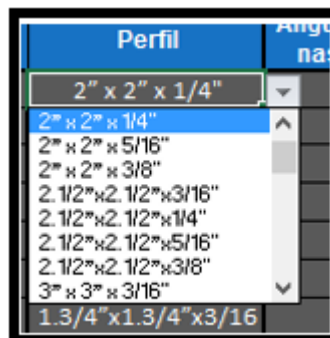 Perfil
Angu
nas
2" x 2" x 1/4"
2" x 2" x 1/4"
2" x 2" x 5/16"
2" x 2" x 3/8"
2.1/2"x2.1/2"x3/16"
2.1/2"x2.1/2"x1/4"
2.1/2"x2.1/2"x5/16"
2.1/2"x2.1/2"x3/8"
3" x 3" x 3/16"
1.3/4"x1.3/4"x3/16